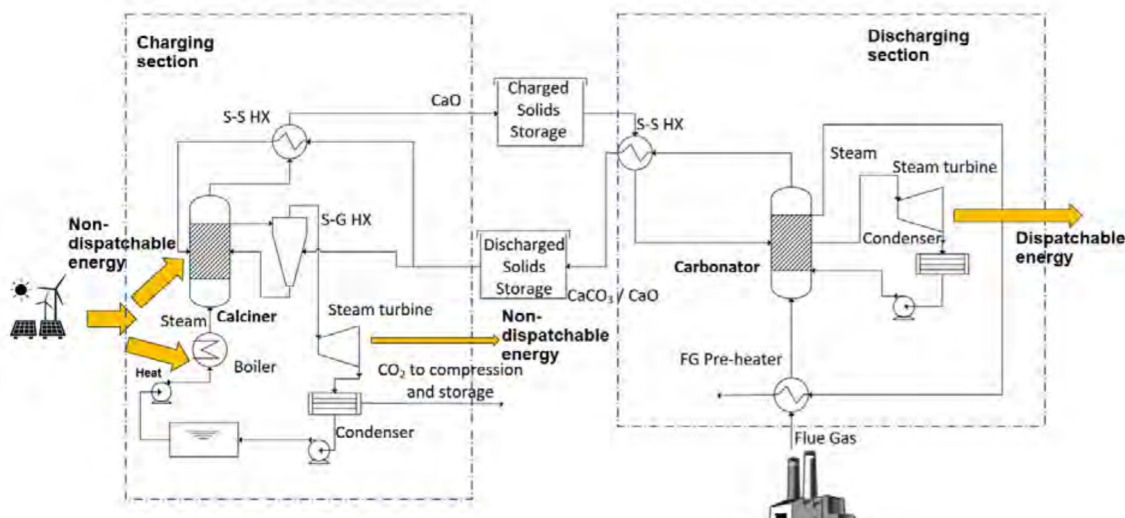 Charging
section
Discharging
section
CaO
Charged
Solids
Storage
S-S HX
S-S HX
Steam
Steam turbine
S-G HX
Non-
dispatchable
energy
Discharged
Solids
Storage
Condenser
Dispatchable
energy
Carbonator
CaCO₃ / CaO
Steam
Calciner
Steam turbine
Non-
dispatchable
energy
Boiler
Heat
CO₂ to compression
and storage
FG Pre-heater
Condenser
Flue Gas